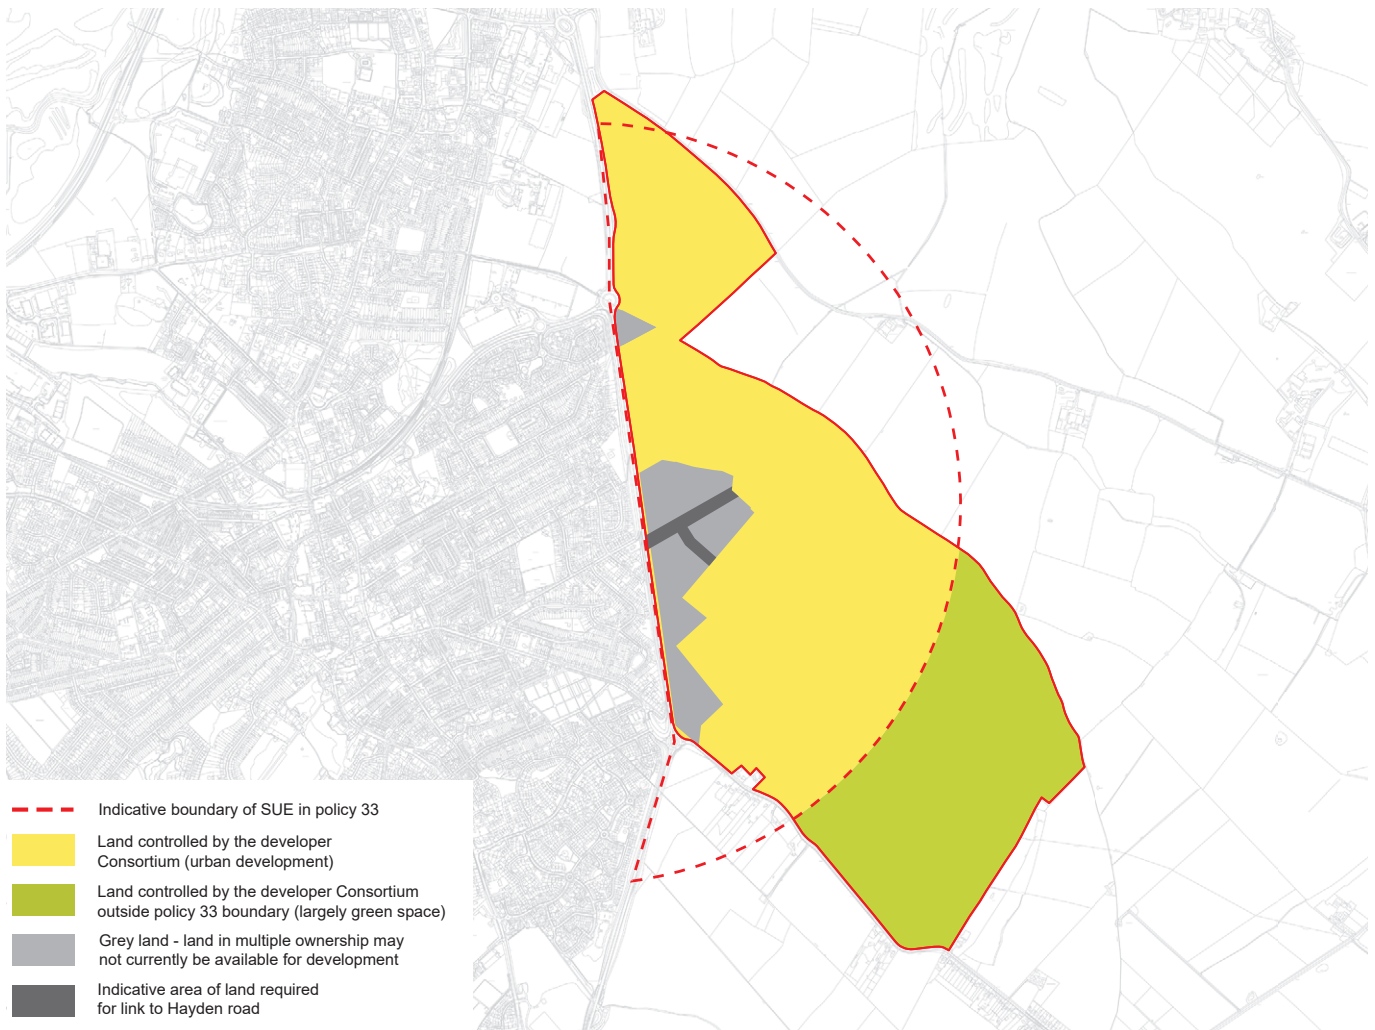 Indicative boundary of SUE in policy 33
Land controlled by the developer
Consortium (urban development)
Land controlled by the developer Consortium
outside policy 33 boundary (largely green space)
Grey land - land in multiple ownership may
not currently be available for development
Indicative area of land required
for link to Hayden road